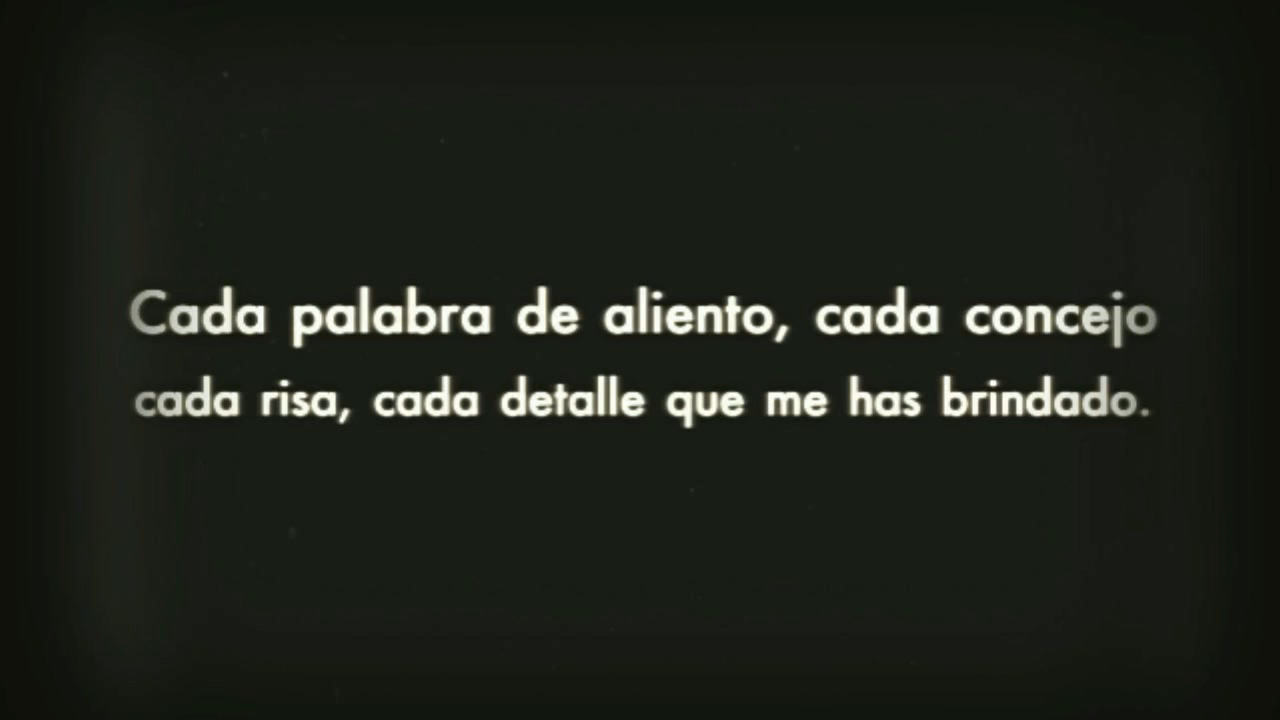 Cada palabra de aliento, cada concejo
cada risa, cada detalle que me has brindado.